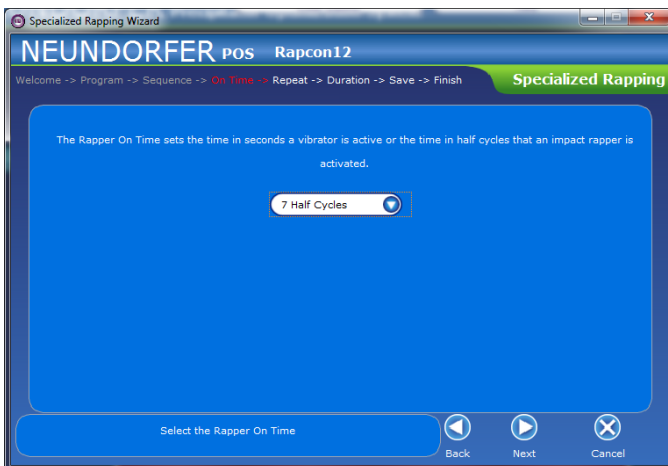 Specialized Rapping Wizard
NEUNDORFER POS Rapcon12
Welcome -> Program -> Sequence -> On Time -> Repeat -> Duration -> Save -> Finish
Specialized Rapping
The Rapper On Time sets the time in seconds a vibrator is active or the time in half cycles that an impact rapper is
activated.
7 Half Cycles
Select the Rapper On Time
Back Next Cancel